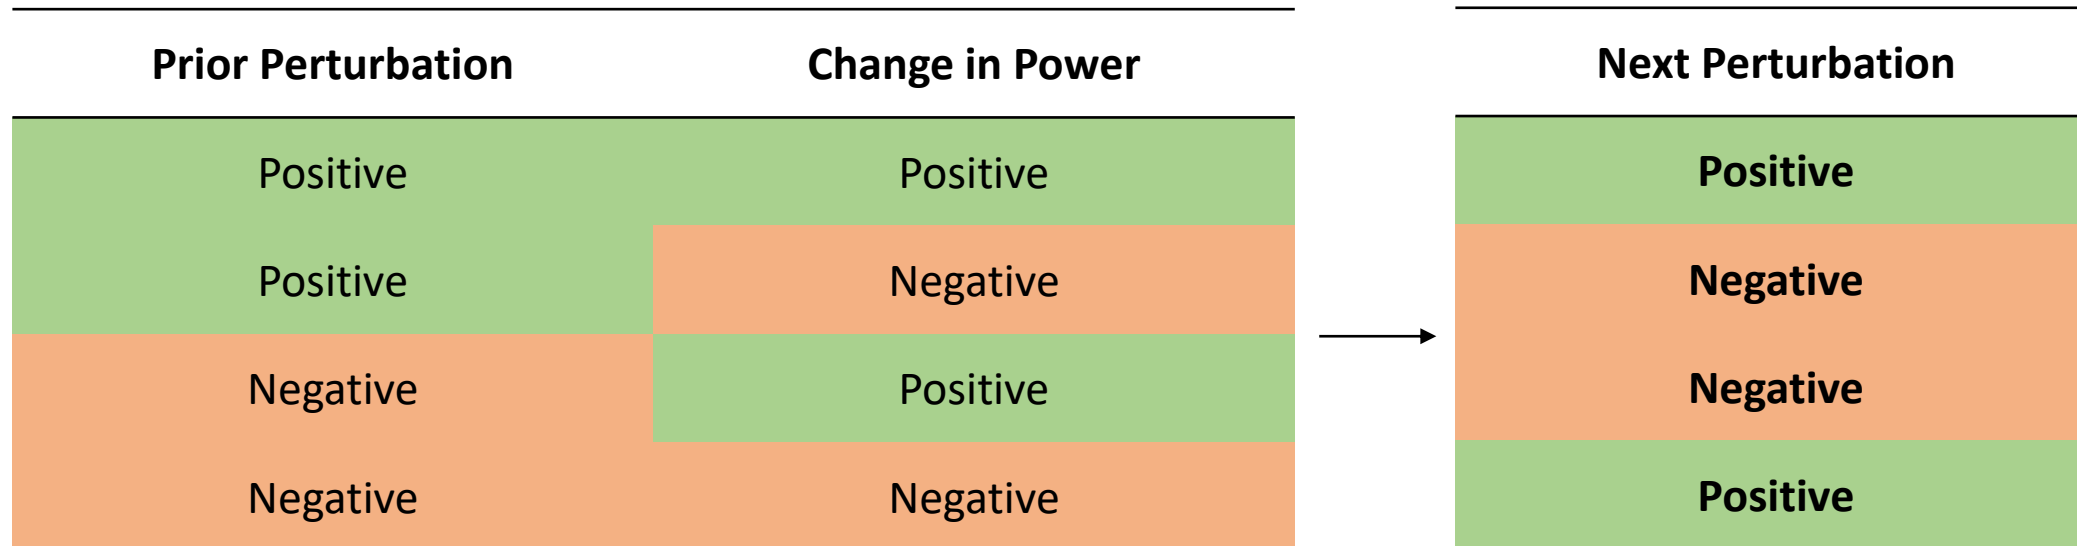 Prior Perturbation Change in Power Next Perturbation
Positive Positive Positive
Positive Negative Negative
Negative Positive Negative
Negative Negative Positive